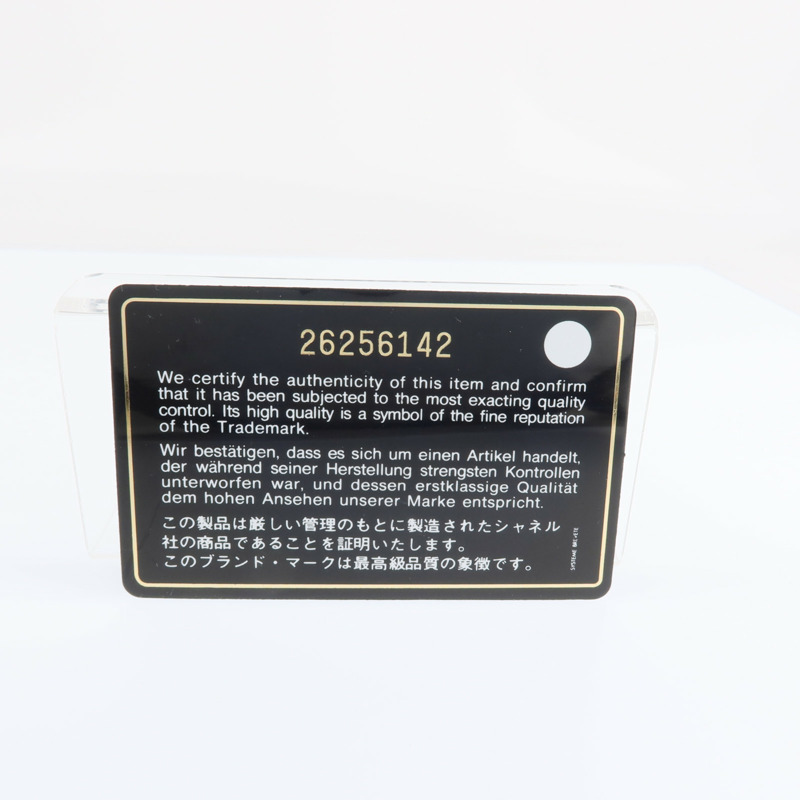 26256142
We certify the authenticity of this item and confirm
that it has been subjected to the most exacting quality
control. Its high quality is a symbol of the fine reputation
of the Trademark.
Wir bestätigen, dass es sich um einen Artikel handelt,
der während seiner Herstellung strengsten Kontrollen
unterworfen war, und dessen erstklassige Qualität
dem hohen Ansehen unserer Marke entspricht.
この製品は厳しい管理のもとに製造されたシャネル
社の商品であることを証明いたします。
このブランド・マークは最高級品質の象徴です。
SYSTEME BREVETE